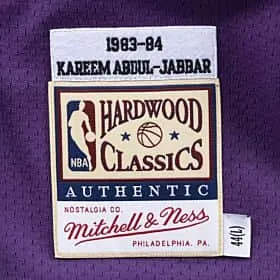 1983-84
KAREEM ABDUL-JABBAR
HARDWOOD
NBA
CLASSICS
AUTHENTIC
NOSTALGIA CO.
Mitchell & Ness
PHILADELPHIA, PA.
44(L)